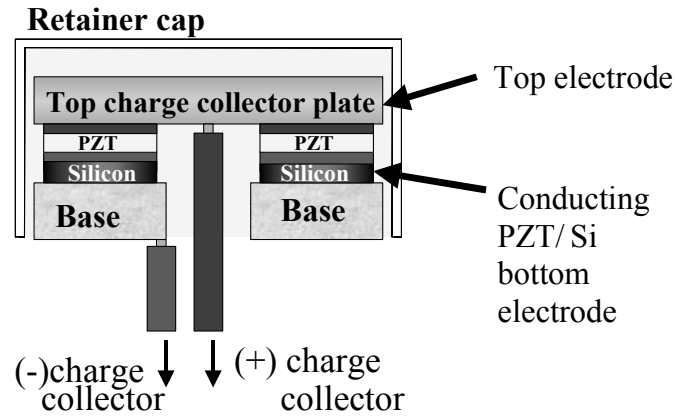 Retainer cap
Top electrode
Top charge collector plate
PZT
PZT
Silicon
Silicon
Base
Base
Conducting
PZT/ Si
bottom
electrode
(-)charge
collector
(+) charge
collector